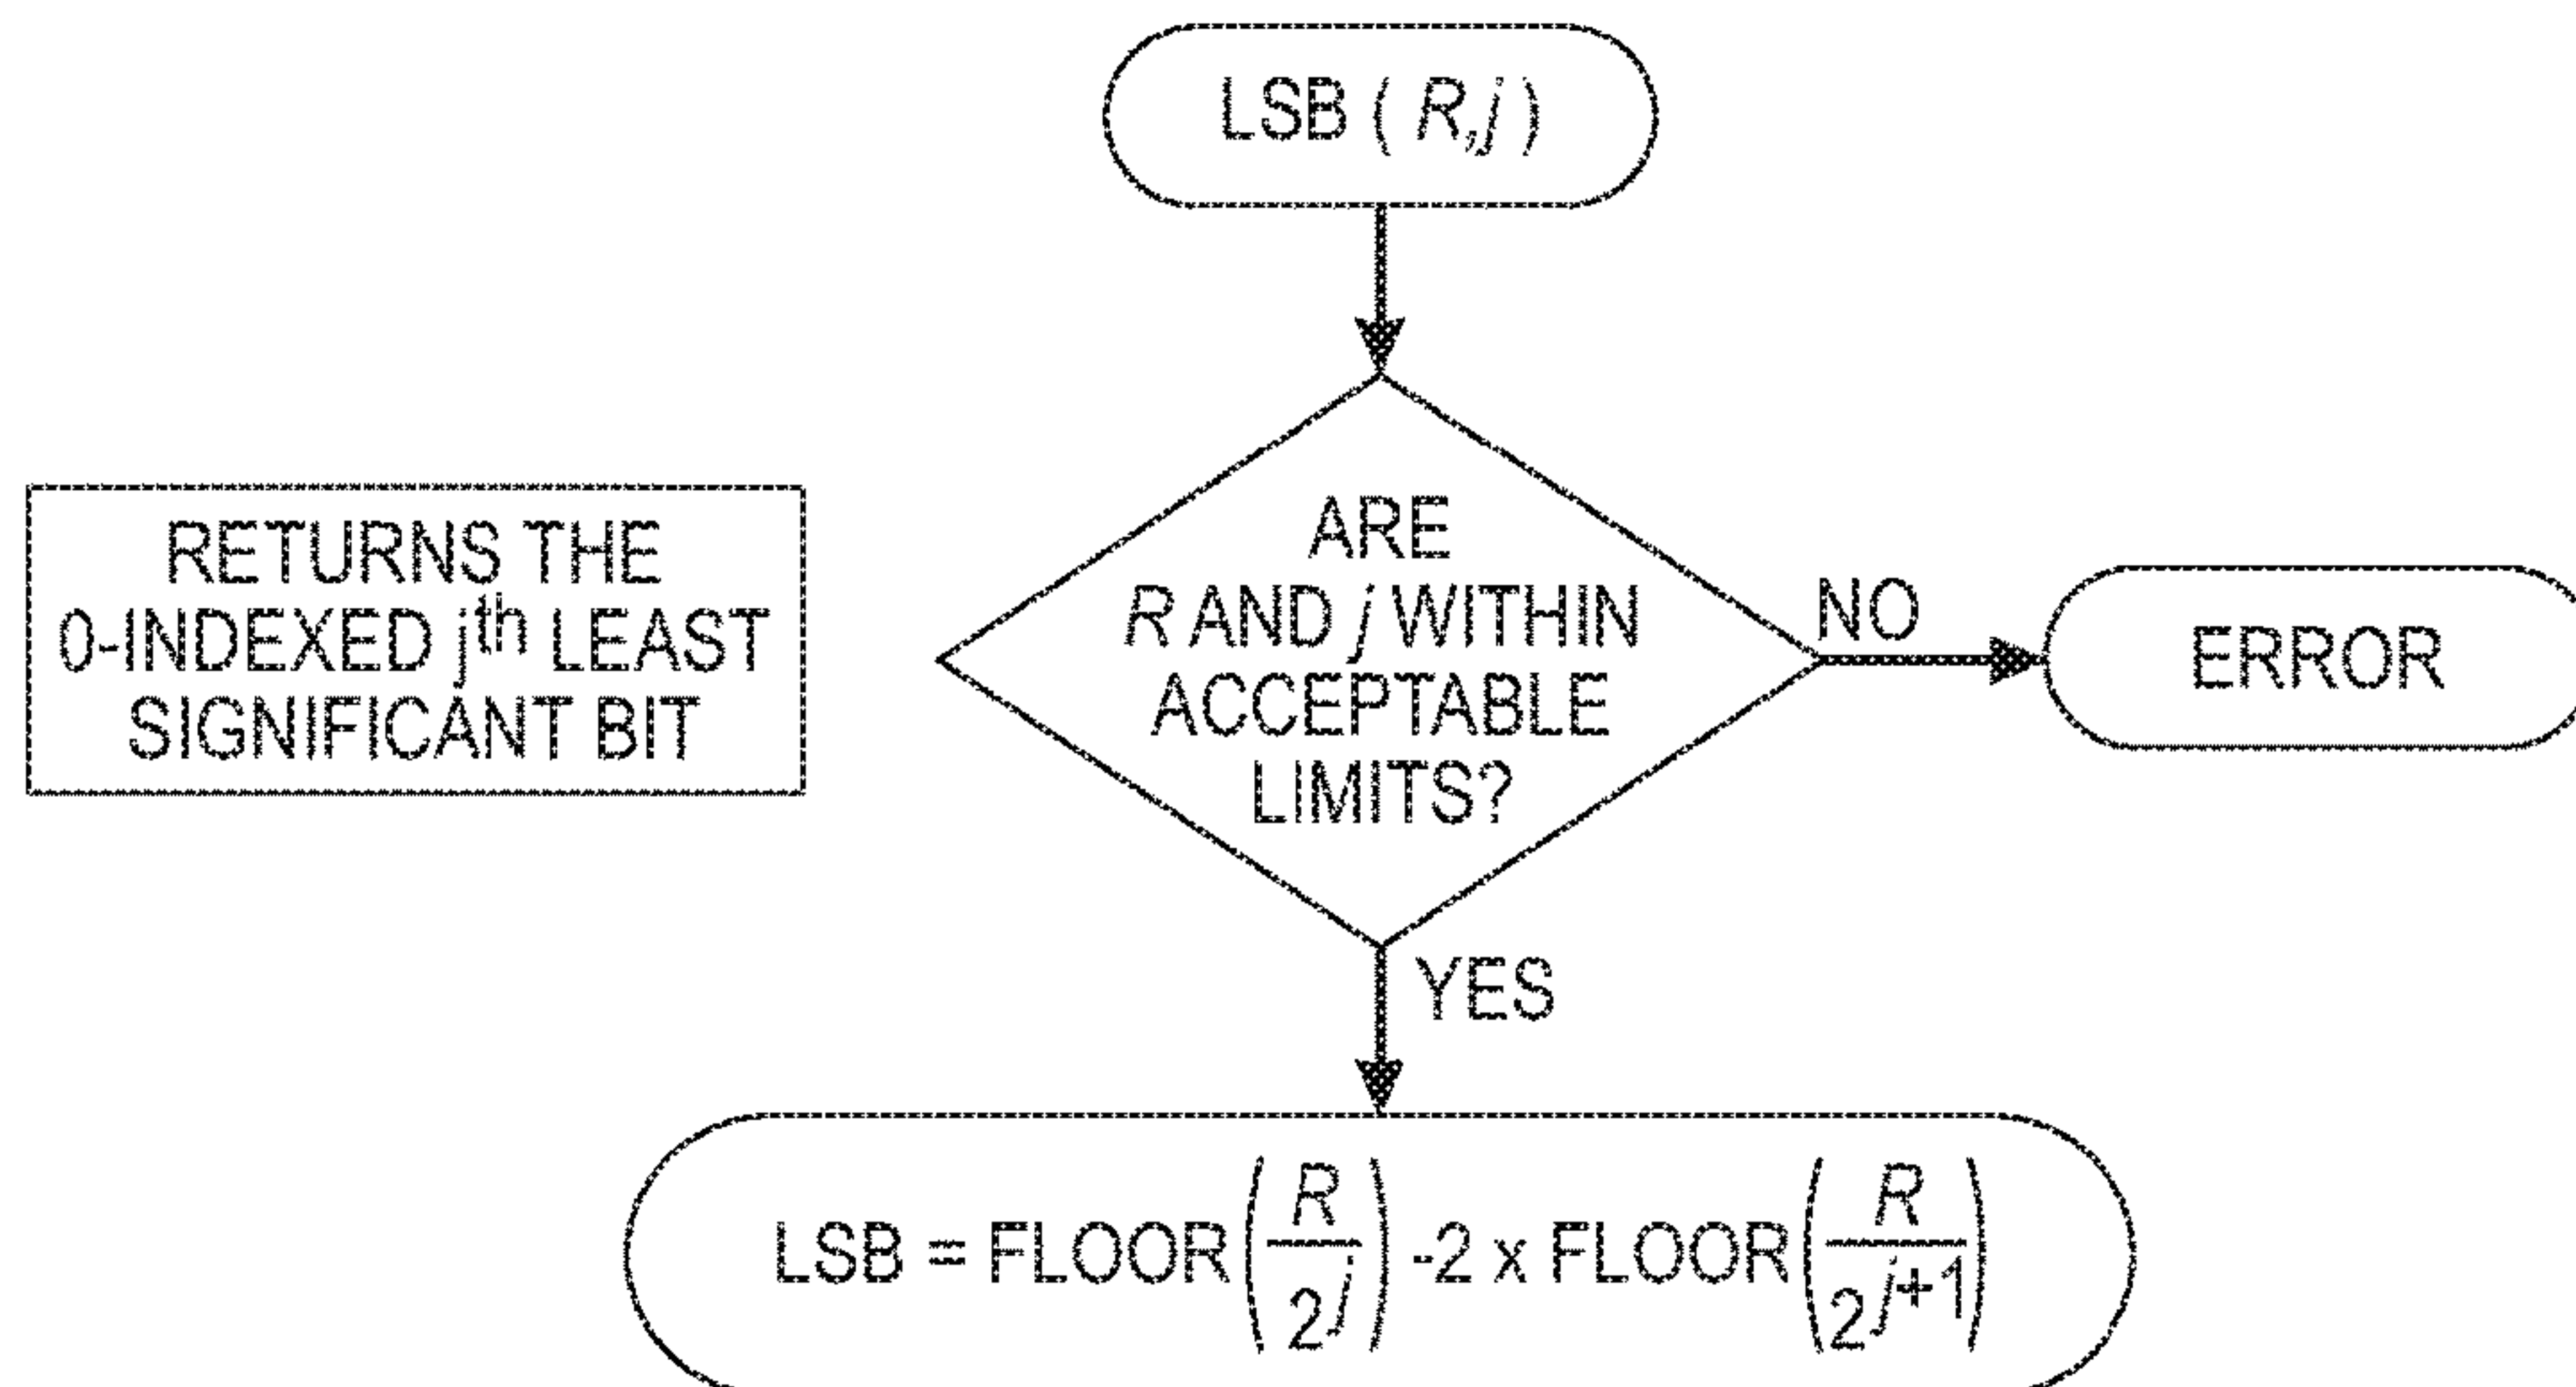 LSB ( R,j )
RETURNS THE
0-INDEXED jth LEAST
SIGNIFICANT BIT
ARE
R AND j WITHIN
ACCEPTABLE
LIMITS?
NO
ERROR
YES
LSB = FLOOR(R/2^j) -2 x FLOOR(R/2^j+1)